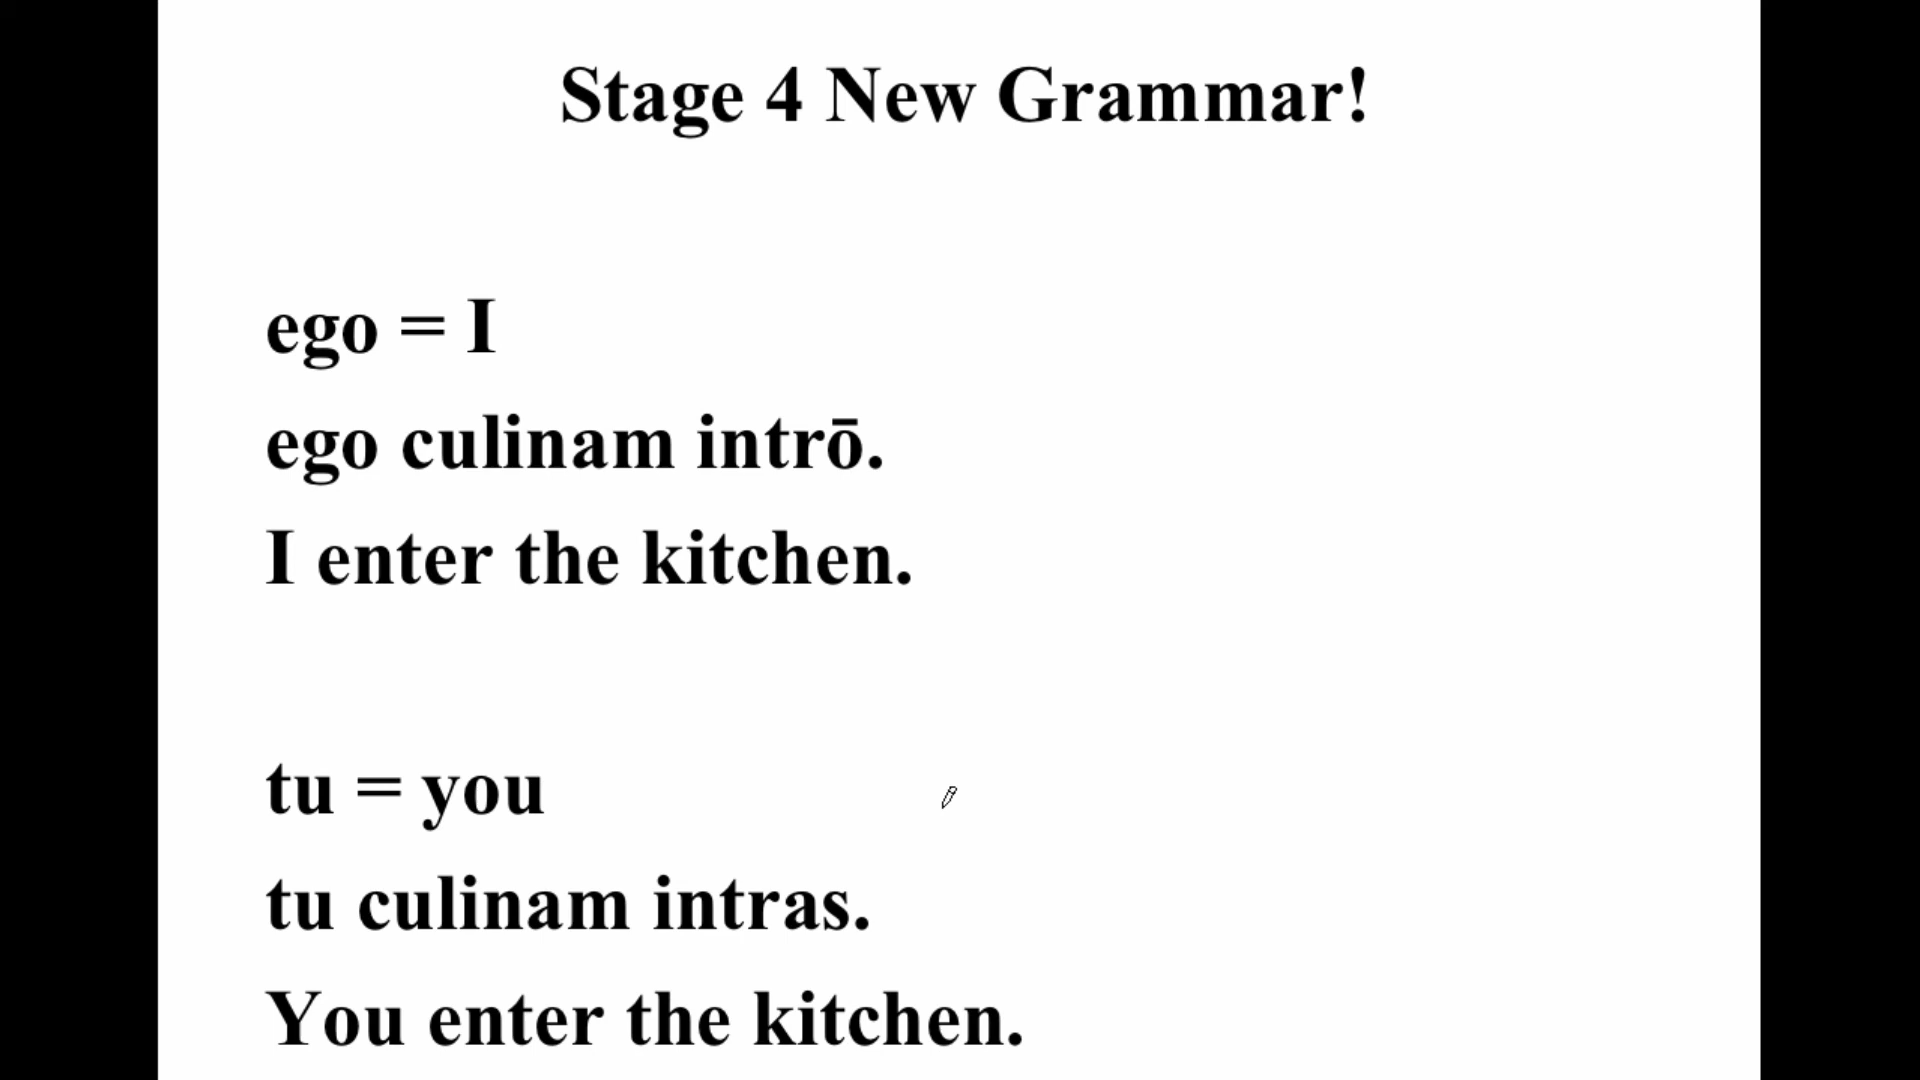 Stage 4 New Grammar!
ego = I
ego culinam intrō.
I enter the kitchen.
tu = you
tu culinam intras.
You enter the kitchen.